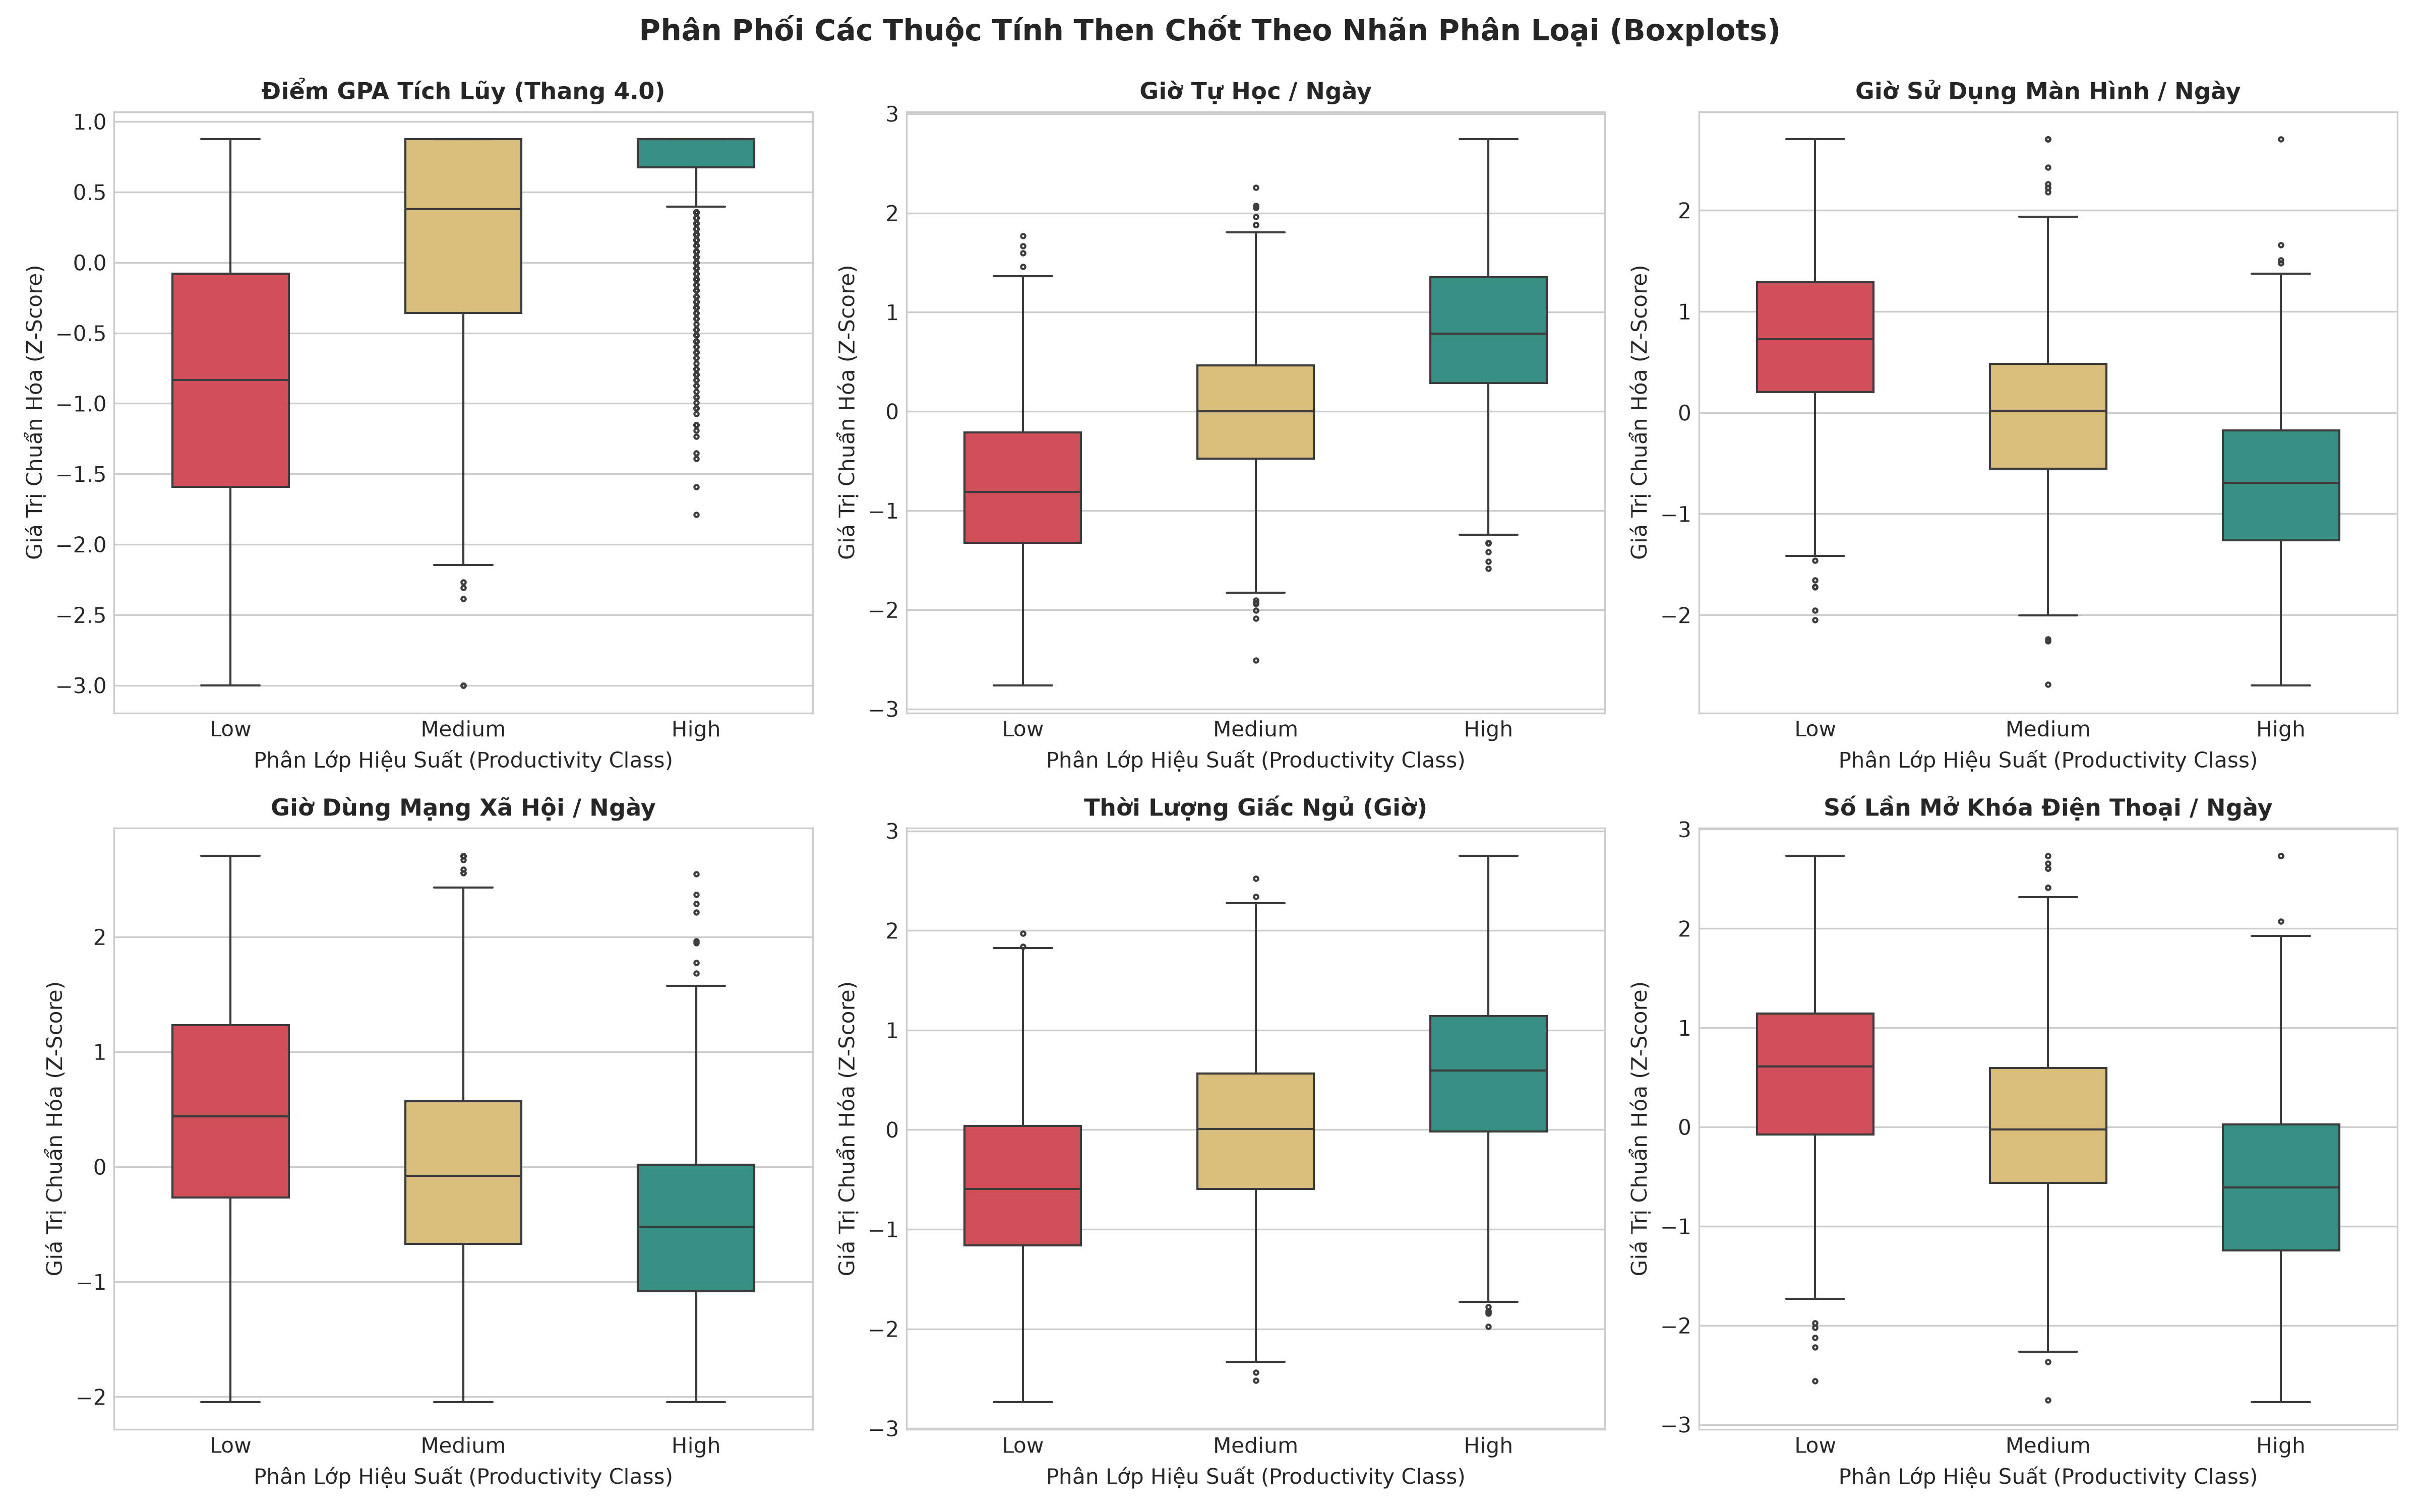 Phân Phối Các Thuộc Tính Then Chốt Theo Nhãn Phân Loại (Boxplots)
Điểm GPA Tích Lũy (Thang 4.0)
Giá Trị Chuẩn Hóa (Z-Score)
1.0
0.5
0.0
−0.5
−1.0
−1.5
−2.0
−2.5
−3.0
Low Medium High
Phân Lớp Hiệu Suất (Productivity Class)
Giờ Tự Học / Ngày
Giá Trị Chuẩn Hóa (Z-Score)
3
2
1
0
−1
−2
−3
Low Medium High
Phân Lớp Hiệu Suất (Productivity Class)
Giờ Sử Dụng Màn Hình / Ngày
Giá Trị Chuẩn Hóa (Z-Score)
2
1
0
−1
−2
Low Medium High
Phân Lớp Hiệu Suất (Productivity Class)
Giờ Dùng Mạng Xã Hội / Ngày
Giá Trị Chuẩn Hóa (Z-Score)
2
1
0
−1
−2
Low Medium High
Phân Lớp Hiệu Suất (Productivity Class)
Thời Lượng Giấc Ngủ (Giờ)
Giá Trị Chuẩn Hóa (Z-Score)
3
2
1
0
−1
−2
−3
Low Medium High
Phân Lớp Hiệu Suất (Productivity Class)
Số Lần Mở Khóa Điện Thoại / Ngày
Giá Trị Chuẩn Hóa (Z-Score)
3
2
1
0
−1
−2
−3
Low Medium High
Phân Lớp Hiệu Suất (Productivity Class)